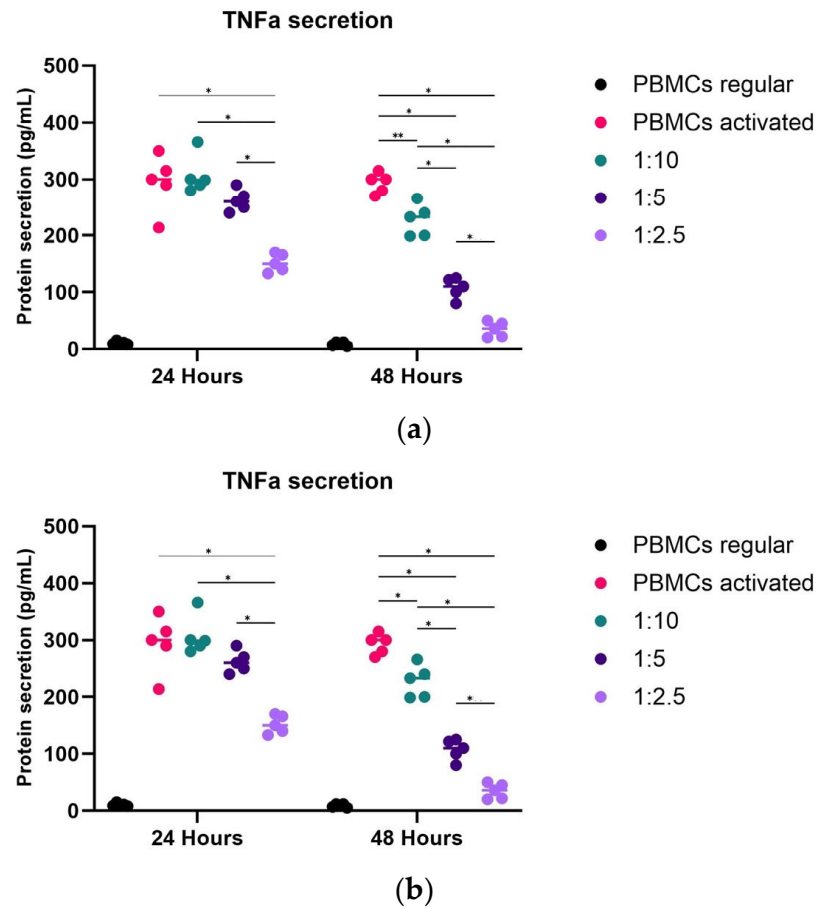 TNFa secretion
Protein secretion (pg/mL)
500
400
300
200
100
0
* * *
* * ** * * *
24 Hours
48 Hours
PBMCs regular
PBMCs activated
1:10
1:5
1:2.5
(a)
TNFa secretion
Protein secretion (pg/mL)
500
400
300
200
100
0
* * *
* * * * * *
24 Hours
48 Hours
PBMCs regular
PBMCs activated
1:10
1:5
1:2.5
(b)